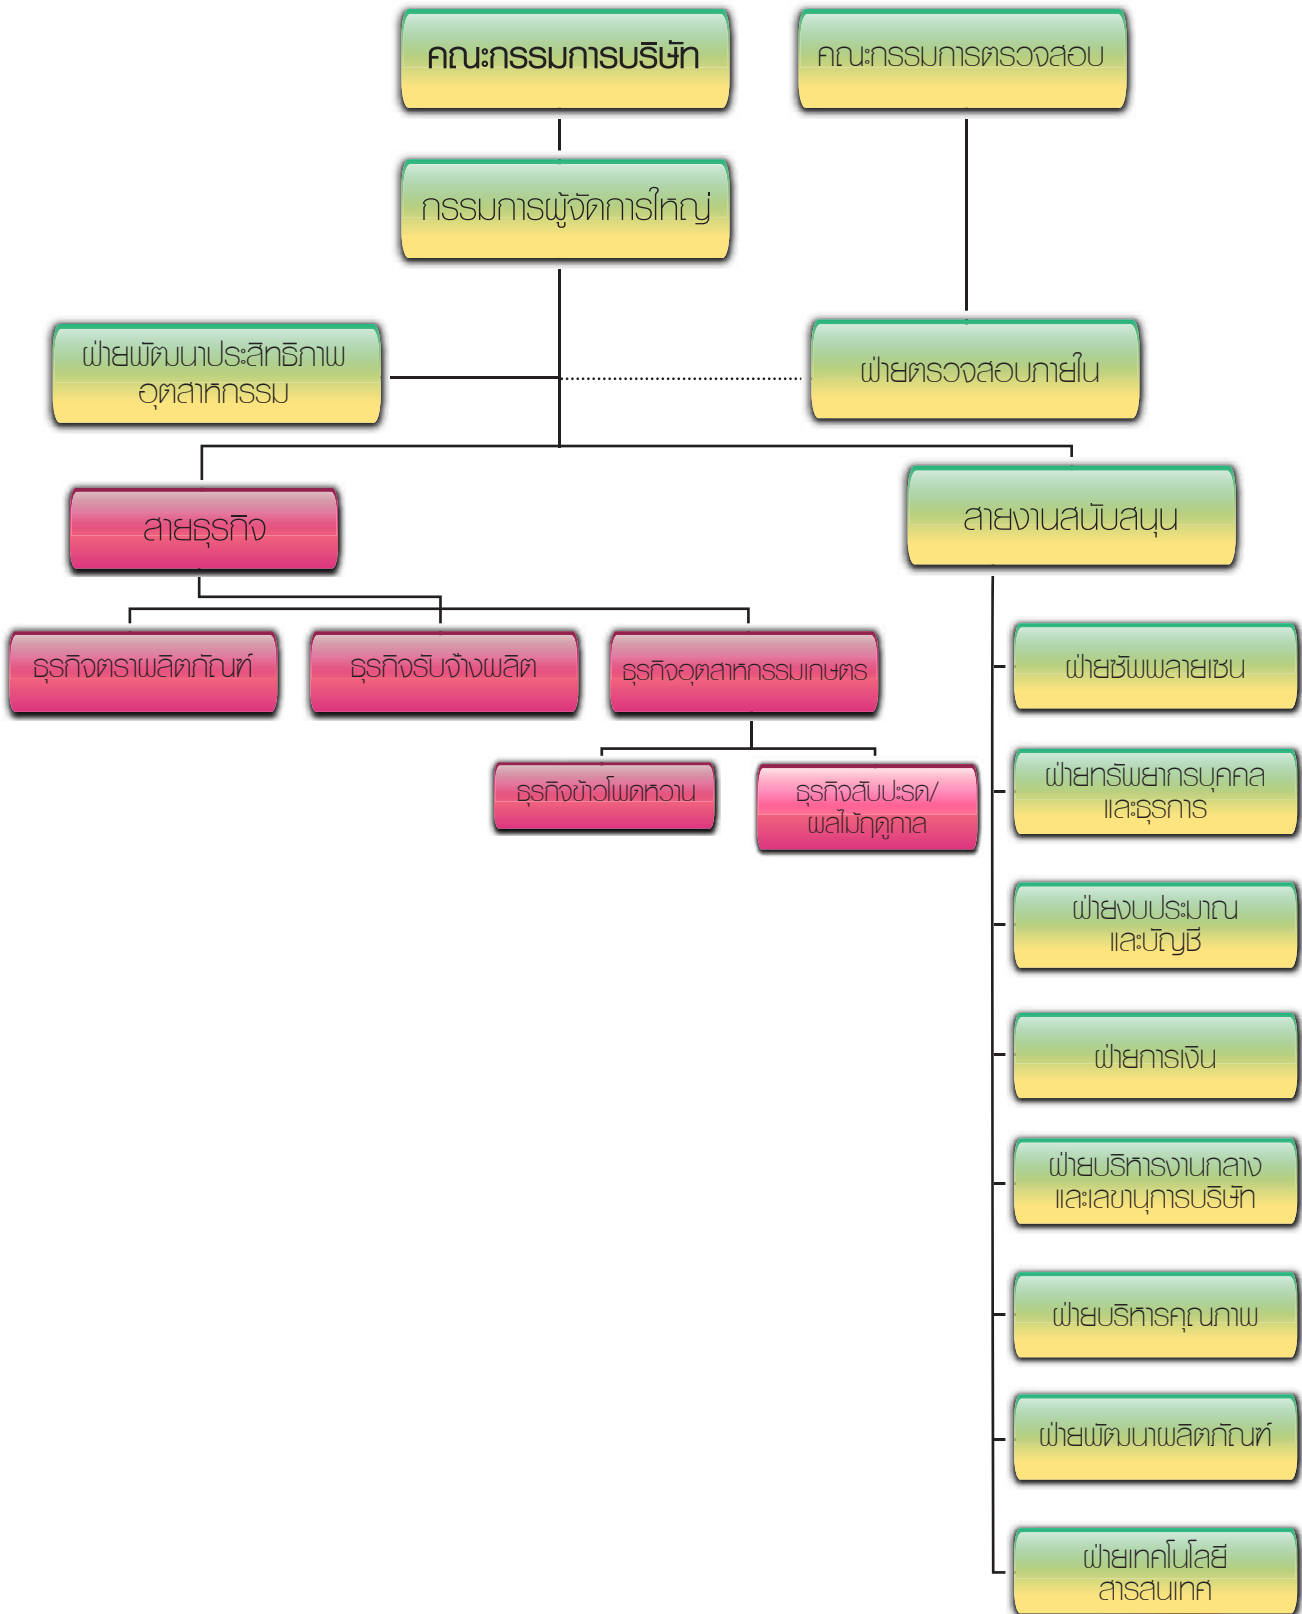 คณะกรรมการบริษัท
คณะกรรมการตรวจสอบ
กรรมการผู้จัดการใหญ่
ฝ่ายพัฒนาประสิทธิภาพ
อุตสาหกรรม
ฝ่ายตรวจสอบภายใน
สายธุรกิจ
สายงานสนับสนุน
ธุรกิจตราผลิตภัณฑ์
ธุรกิจรับจ้างผลิต
ธุรกิจอุตสาหกรรมเกษตร
ธุรกิจข้าวโพดหวาน
ธุรกิจสับปะรด/
ผลไม้ฤดูกาล
ฝ่ายซัพพลายเชน
ฝ่ายทรัพยากรบุคคล
และธุรการ
ฝ่ายงบประมาณ
และบัญชี
ฝ่ายการเงิน
ฝ่ายบริหารงานกลาง
และเลขานุการบริษัท
ฝ่ายบริหารคุณภาพ
ฝ่ายพัฒนาผลิตภัณฑ์
ฝ่ายเทคโนโลยี
สารสนเทศ